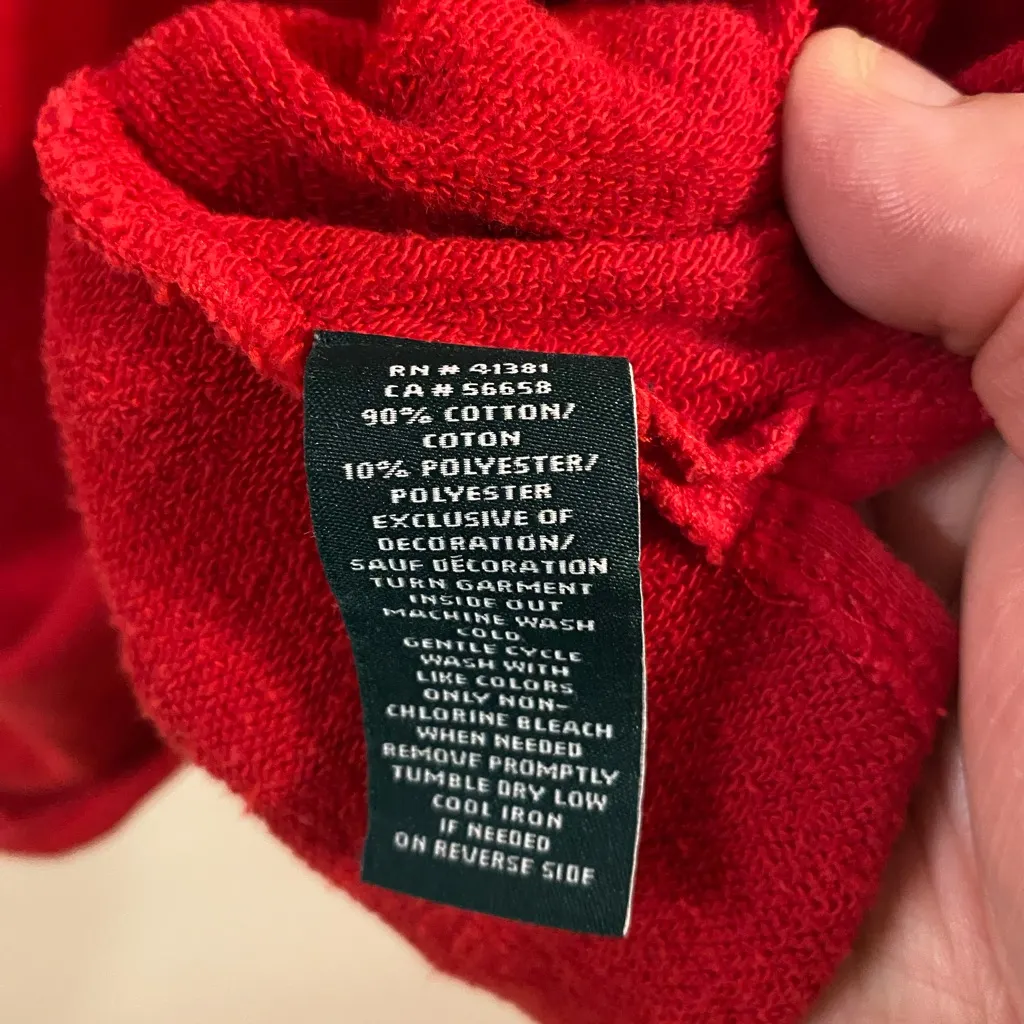 RN # 41381
CA # 56658
90% COTTON/
COTON
10% POLYESTER/
POLYESTER
EXCLUSIVE OF
DECORATION/
SAUF DÉCORATION
TURN GARMENT
INSIDE OUT
MACHINE WASH
COLD,
GENTLE CYCLE
WASH WITH
LIKE COLORS
ONLY NON-
CHLORINE BLEACH
WHEN NEEDED
REMOVE PROMPTLY
TUMBLE DRY LOW
COOL IRON
IF NEEDED
ON REVERSE SIDE